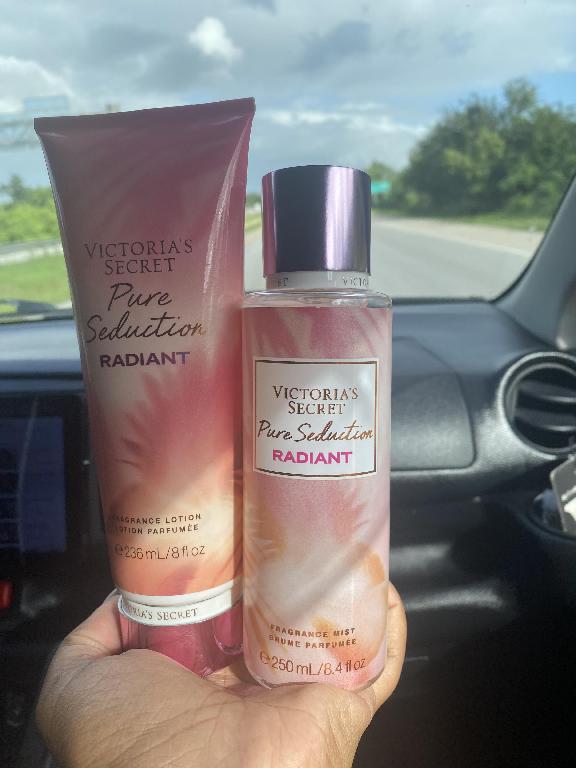 VICTORIA'S
SECRET
Pure
Seduction
RADIANT
FRAGRANCE LOTION
LOTION PARFUMÉE
e 236 mL/8 fl oz
VICTORIA'S SECRET
VICTORIA'S
SECRET
Pure Seduction
RADIANT
FRAGRANCE MIST
BRUME PARFUMÉE
e 250 mL/8.4 fl oz